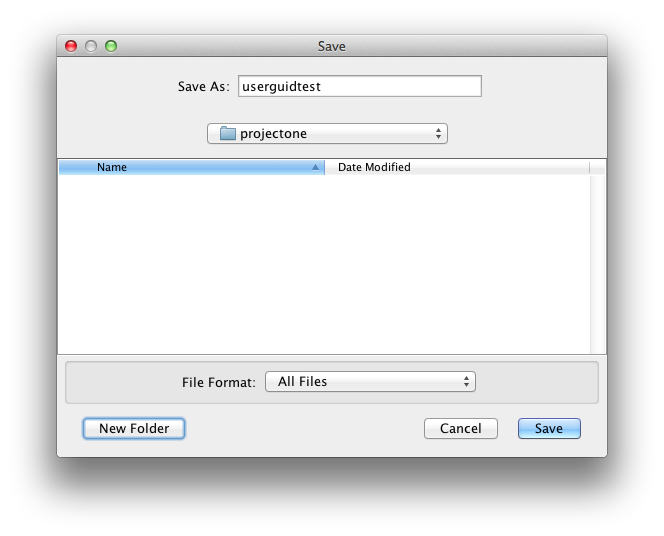 Save
Save As: userguidtest
projectone
Name Date Modified
File Format: All Files
New Folder Cancel Save